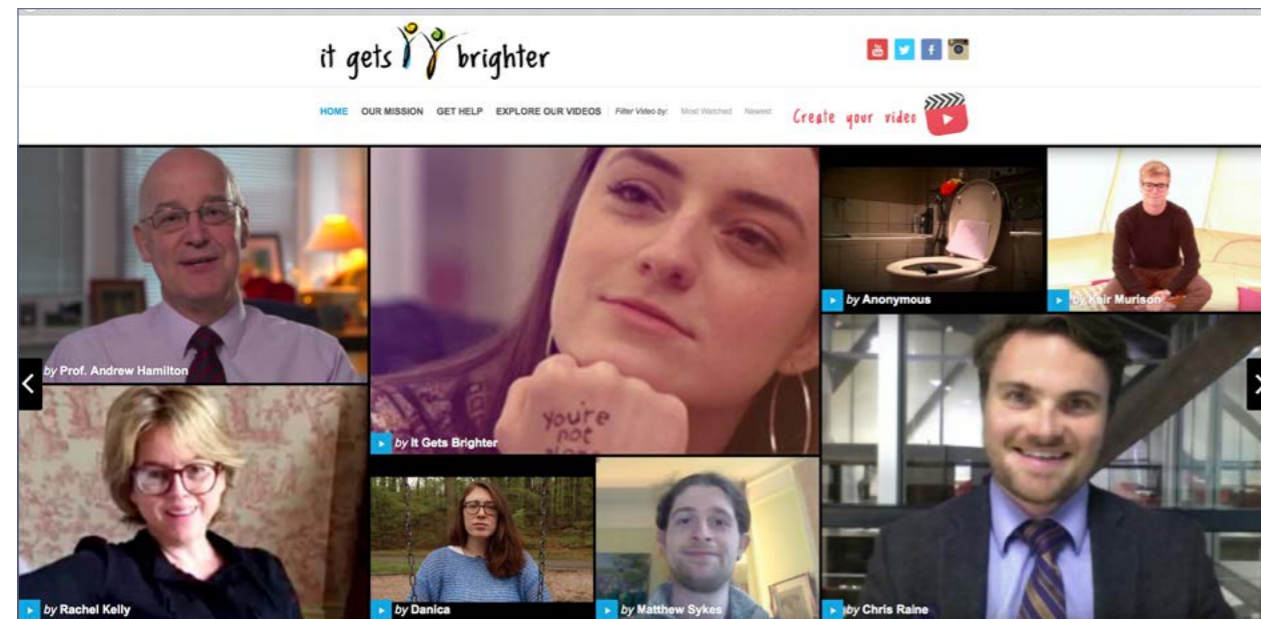 it gets brighter
You Tube
HOME OUR MISSION GET HELP EXPLORE OUR VIDEOS Filter Video by: Most Watched Newest Create your video
by Prof. Andrew Hamilton
you're
not
by It Gets Brighter
by Anonymous
by Keir Murison
by Rachel Kelly
by Danica
by Matthew Sykes
by Chris Raine